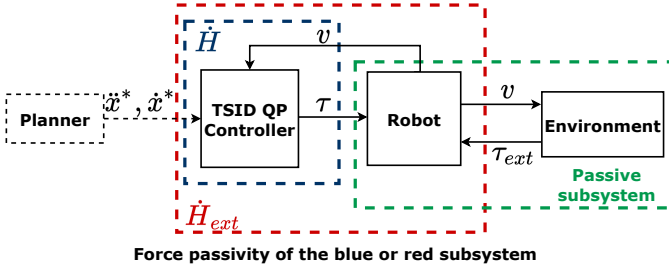 Ḣ
v
ẍ*, ẋ*
Planner
TSID QP
Controller
τ
Robot
v
Environment
τ_ext
Passive
subsystem
Ḣ_ext
Force passivity of the blue or red subsystem